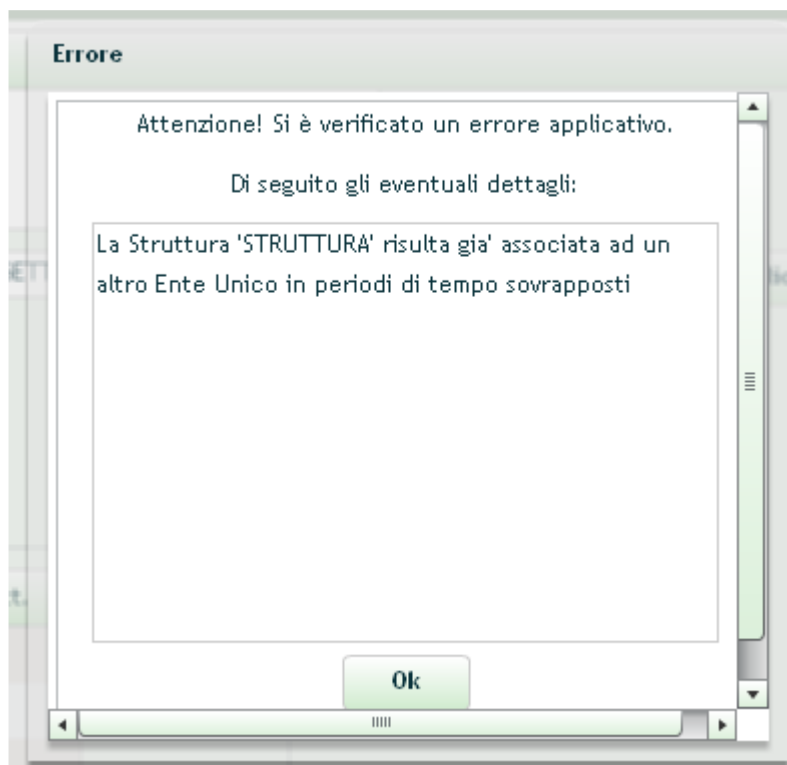 Errore
Attenzione! Si è verificato un errore applicativo.
Di seguito gli eventuali dettagli:
La Struttura 'STRUTTURA' risulta gia' associata ad un
altro Ente Unico in periodi di tempo sovrapposti
Ok